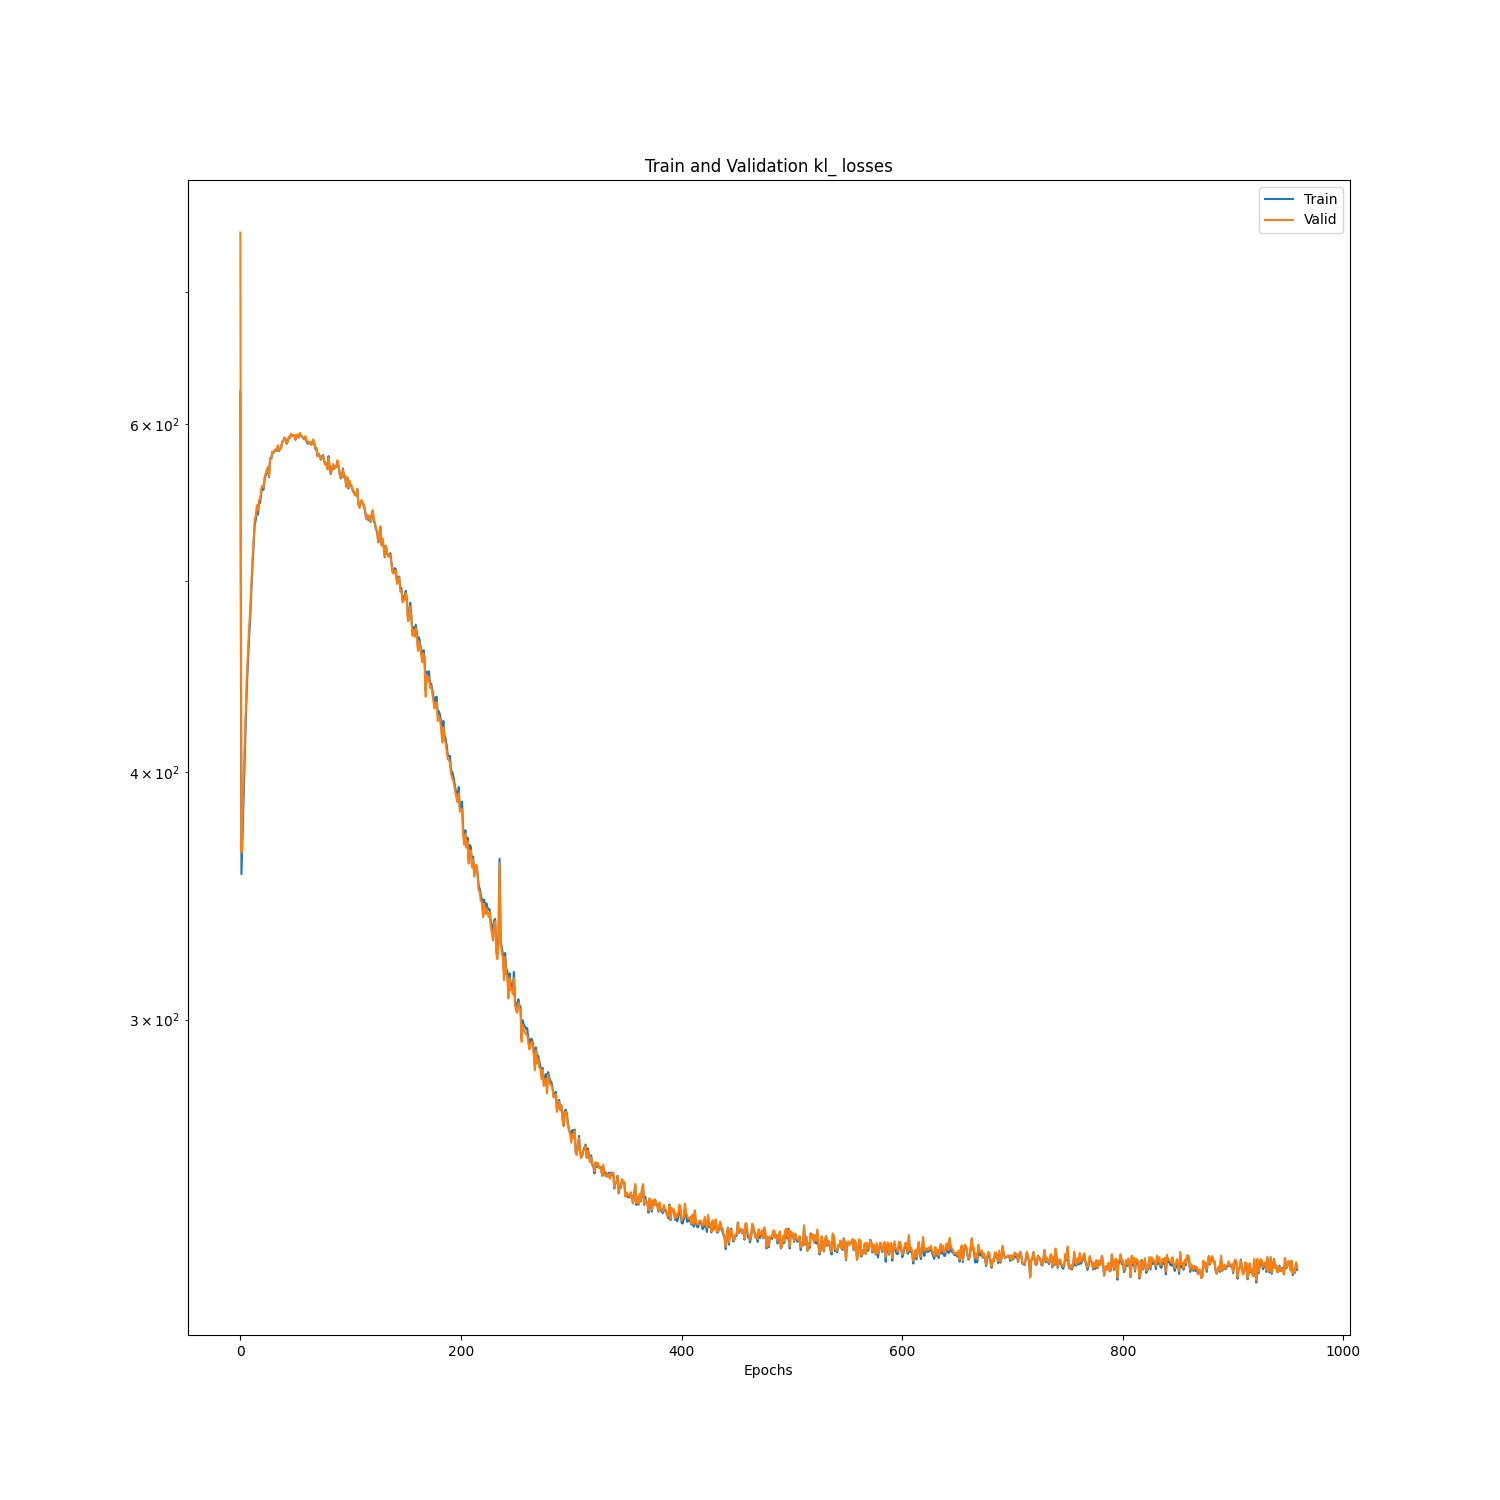 Train and Validation kl_ losses
Train
Valid
6 × 10²
4 × 10²
3 × 10²
0
200
400
600
800
1000
Epochs